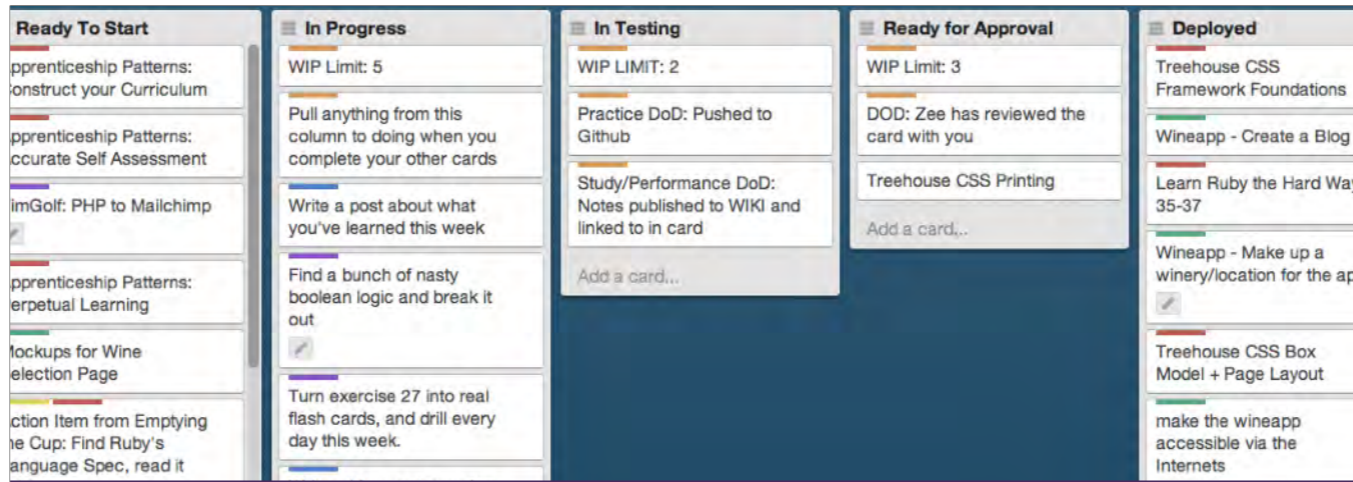 Ready To Start
pprenticeship Patterns:
onstruct your Curriculum
pprenticeship Patterns:
ccurate Self Assessment
imGolf: PHP to Mailchimp
pprenticeship Patterns:
erpetual Learning
lockups for Wine
election Page
ction Item from Emptying
e Cup: Find Ruby's
anguage Spec, read it
In Progress
WIP Limit: 5
Pull anything from this
column to doing when you
complete your other cards
Write a post about what
you've learned this week
Find a bunch of nasty
boolean logic and break it
out
Turn exercise 27 into real
flash cards, and drill every
day this week.
In Testing
WIP LIMIT: 2
Practice DoD: Pushed to
Github
Study/Performance DoD:
Notes published to WIKI and
linked to in card
Add a card...
Ready for Approval
WIP Limit: 3
DOD: Zee has reviewed the
card with you
Treehouse CSS Printing
Add a card...
Deployed
Treehouse CSS
Framework Foundations
Wineapp - Create a Blog
Learn Ruby the Hard Way
35-37
Wineapp - Make up a
winery/location for the ap
Treehouse CSS Box
Model + Page Layout
make the wineapp
accessible via the
Internets